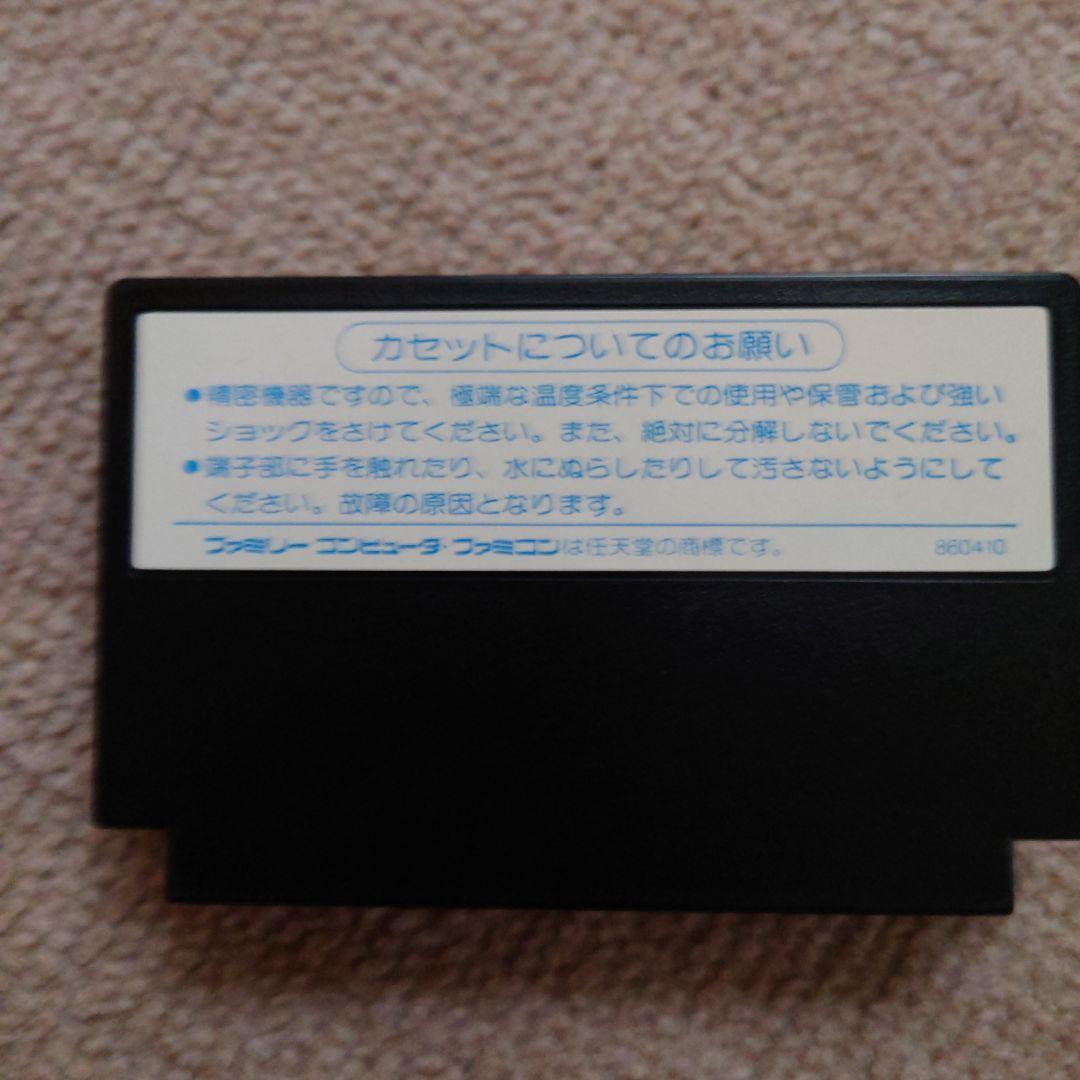 カセットについてのお願い
●精密機器ですので、極端な温度条件下での使用や保管および強い
ショックをさけてください。また、絶対に分解しないでください。
●端子部に手を触れたり、水にぬらしたりして汚さないようにして
ください。故障の原因となります。
ファミリーコンピュータ・ファミコンは任天堂の商標です。 860410